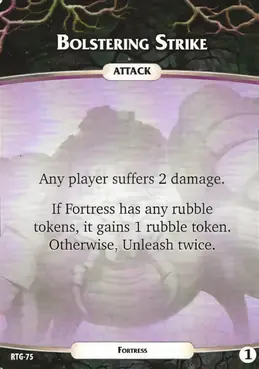 BOLSTERING STRIKE
ATTACK
Any player suffers 2 damage.
If Fortress has any rubble
tokens, it gains 1 rubble token.
Otherwise, Unleash twice.
RTG-75
FORTRESS
1